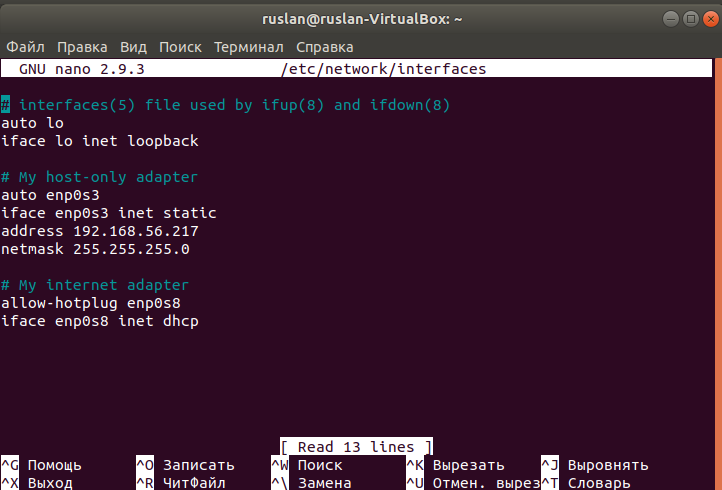 ruslan@ruslan-VirtualBox: ~
Файл Правка Вид Поиск Терминал Справка
GNU nano 2.9.3 /etc/network/interfaces
# interfaces(5) file used by ifup(8) and ifdown(8)
auto lo
iface lo inet loopback
# My host-only adapter
auto enp0s3
iface enp0s3 inet static
address 192.168.56.217
netmask 255.255.255.0
# My internet adapter
allow-hotplug enp0s8
iface enp0s8 inet dhcp
[ Read 13 lines ]
^G Помощь ^O Записать ^W Поиск ^K Вырезать ^J Выровнять
^X Выход ^R ЧитФайл ^\ Замена ^U Отмен. вырез ^T Словарь